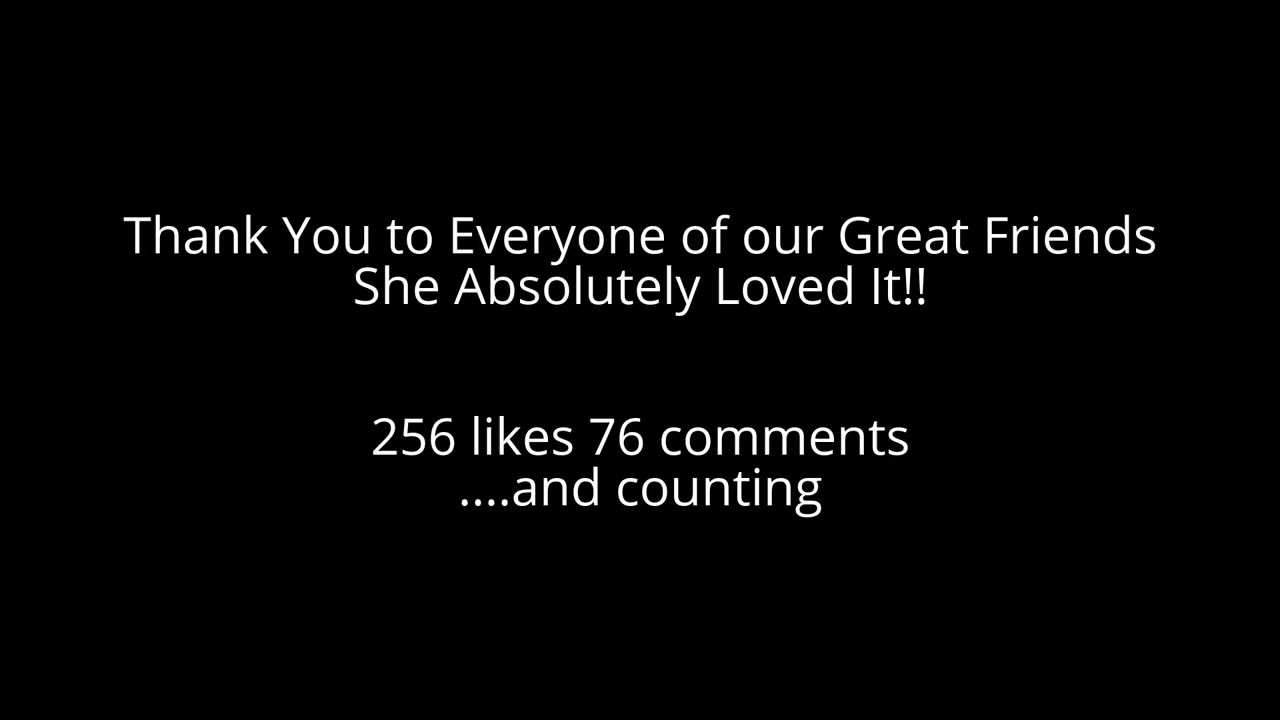 Thank You to Everyone of our Great Friends
She Absolutely Loved It!!
256 likes 76 comments
....and counting